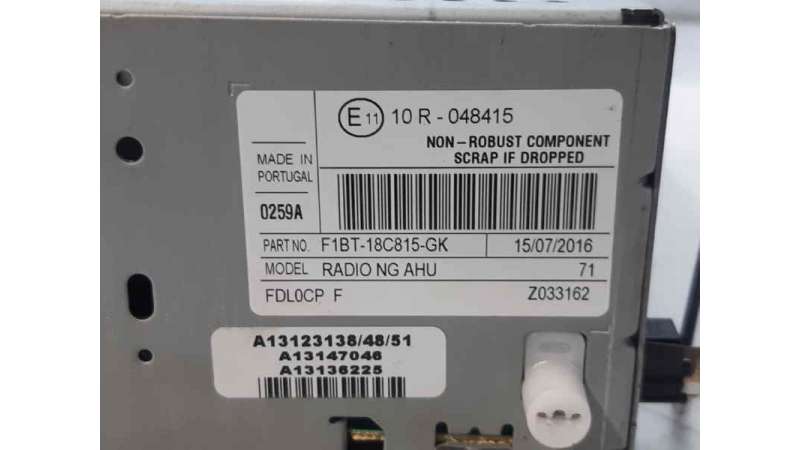 E 11 10 R - 048415
NON-ROBUST COMPONENT
SCRAP IF DROPPED
MADE IN
PORTUGAL
0259A
PART NO. F1BT-18C815-GK 15/07/2016
MODEL RADIO NG AHU 71
FDL0CP F Z033162
A13123138/48/51
A13147046
A13136225